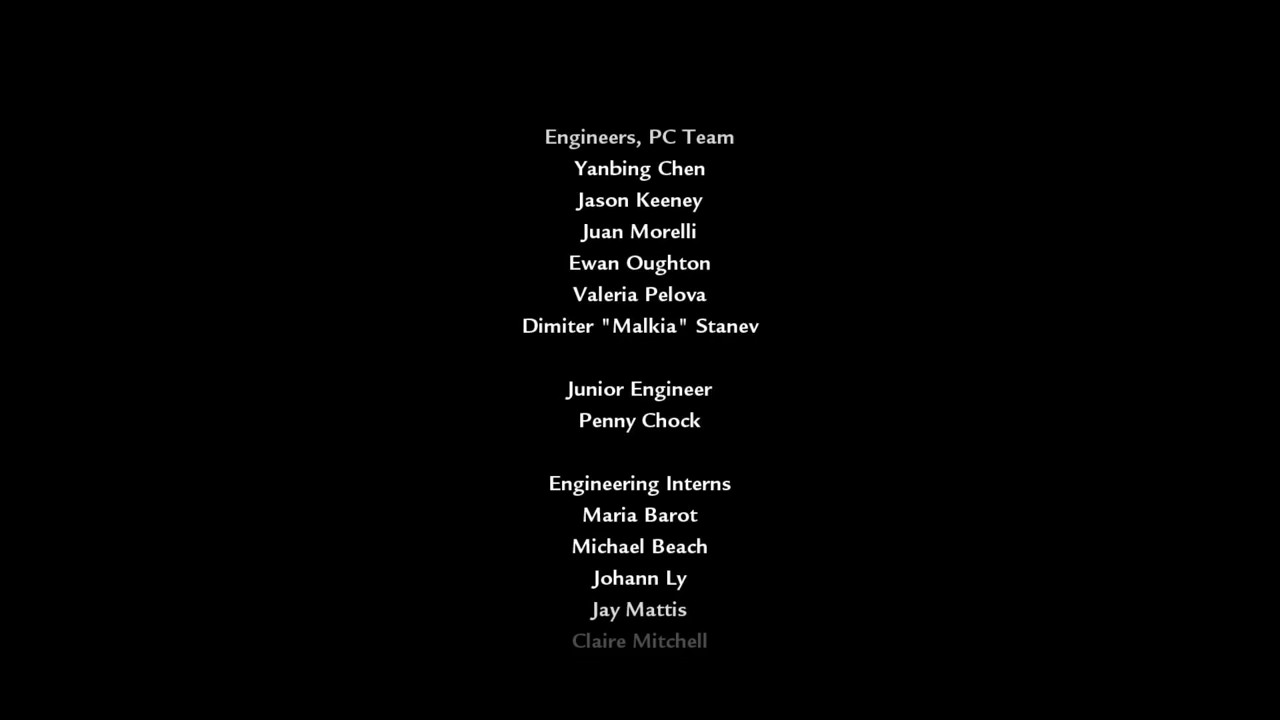 Engineers, PC Team
Yanbing Chen
Jason Keeney
Juan Morelli
Ewan Oughton
Valeria Pelova
Dimiter "Malkia" Stanev
Junior Engineer
Penny Chock
Engineering Interns
Maria Barot
Michael Beach
Johann Ly
Jay Mattis
Claire Mitchell